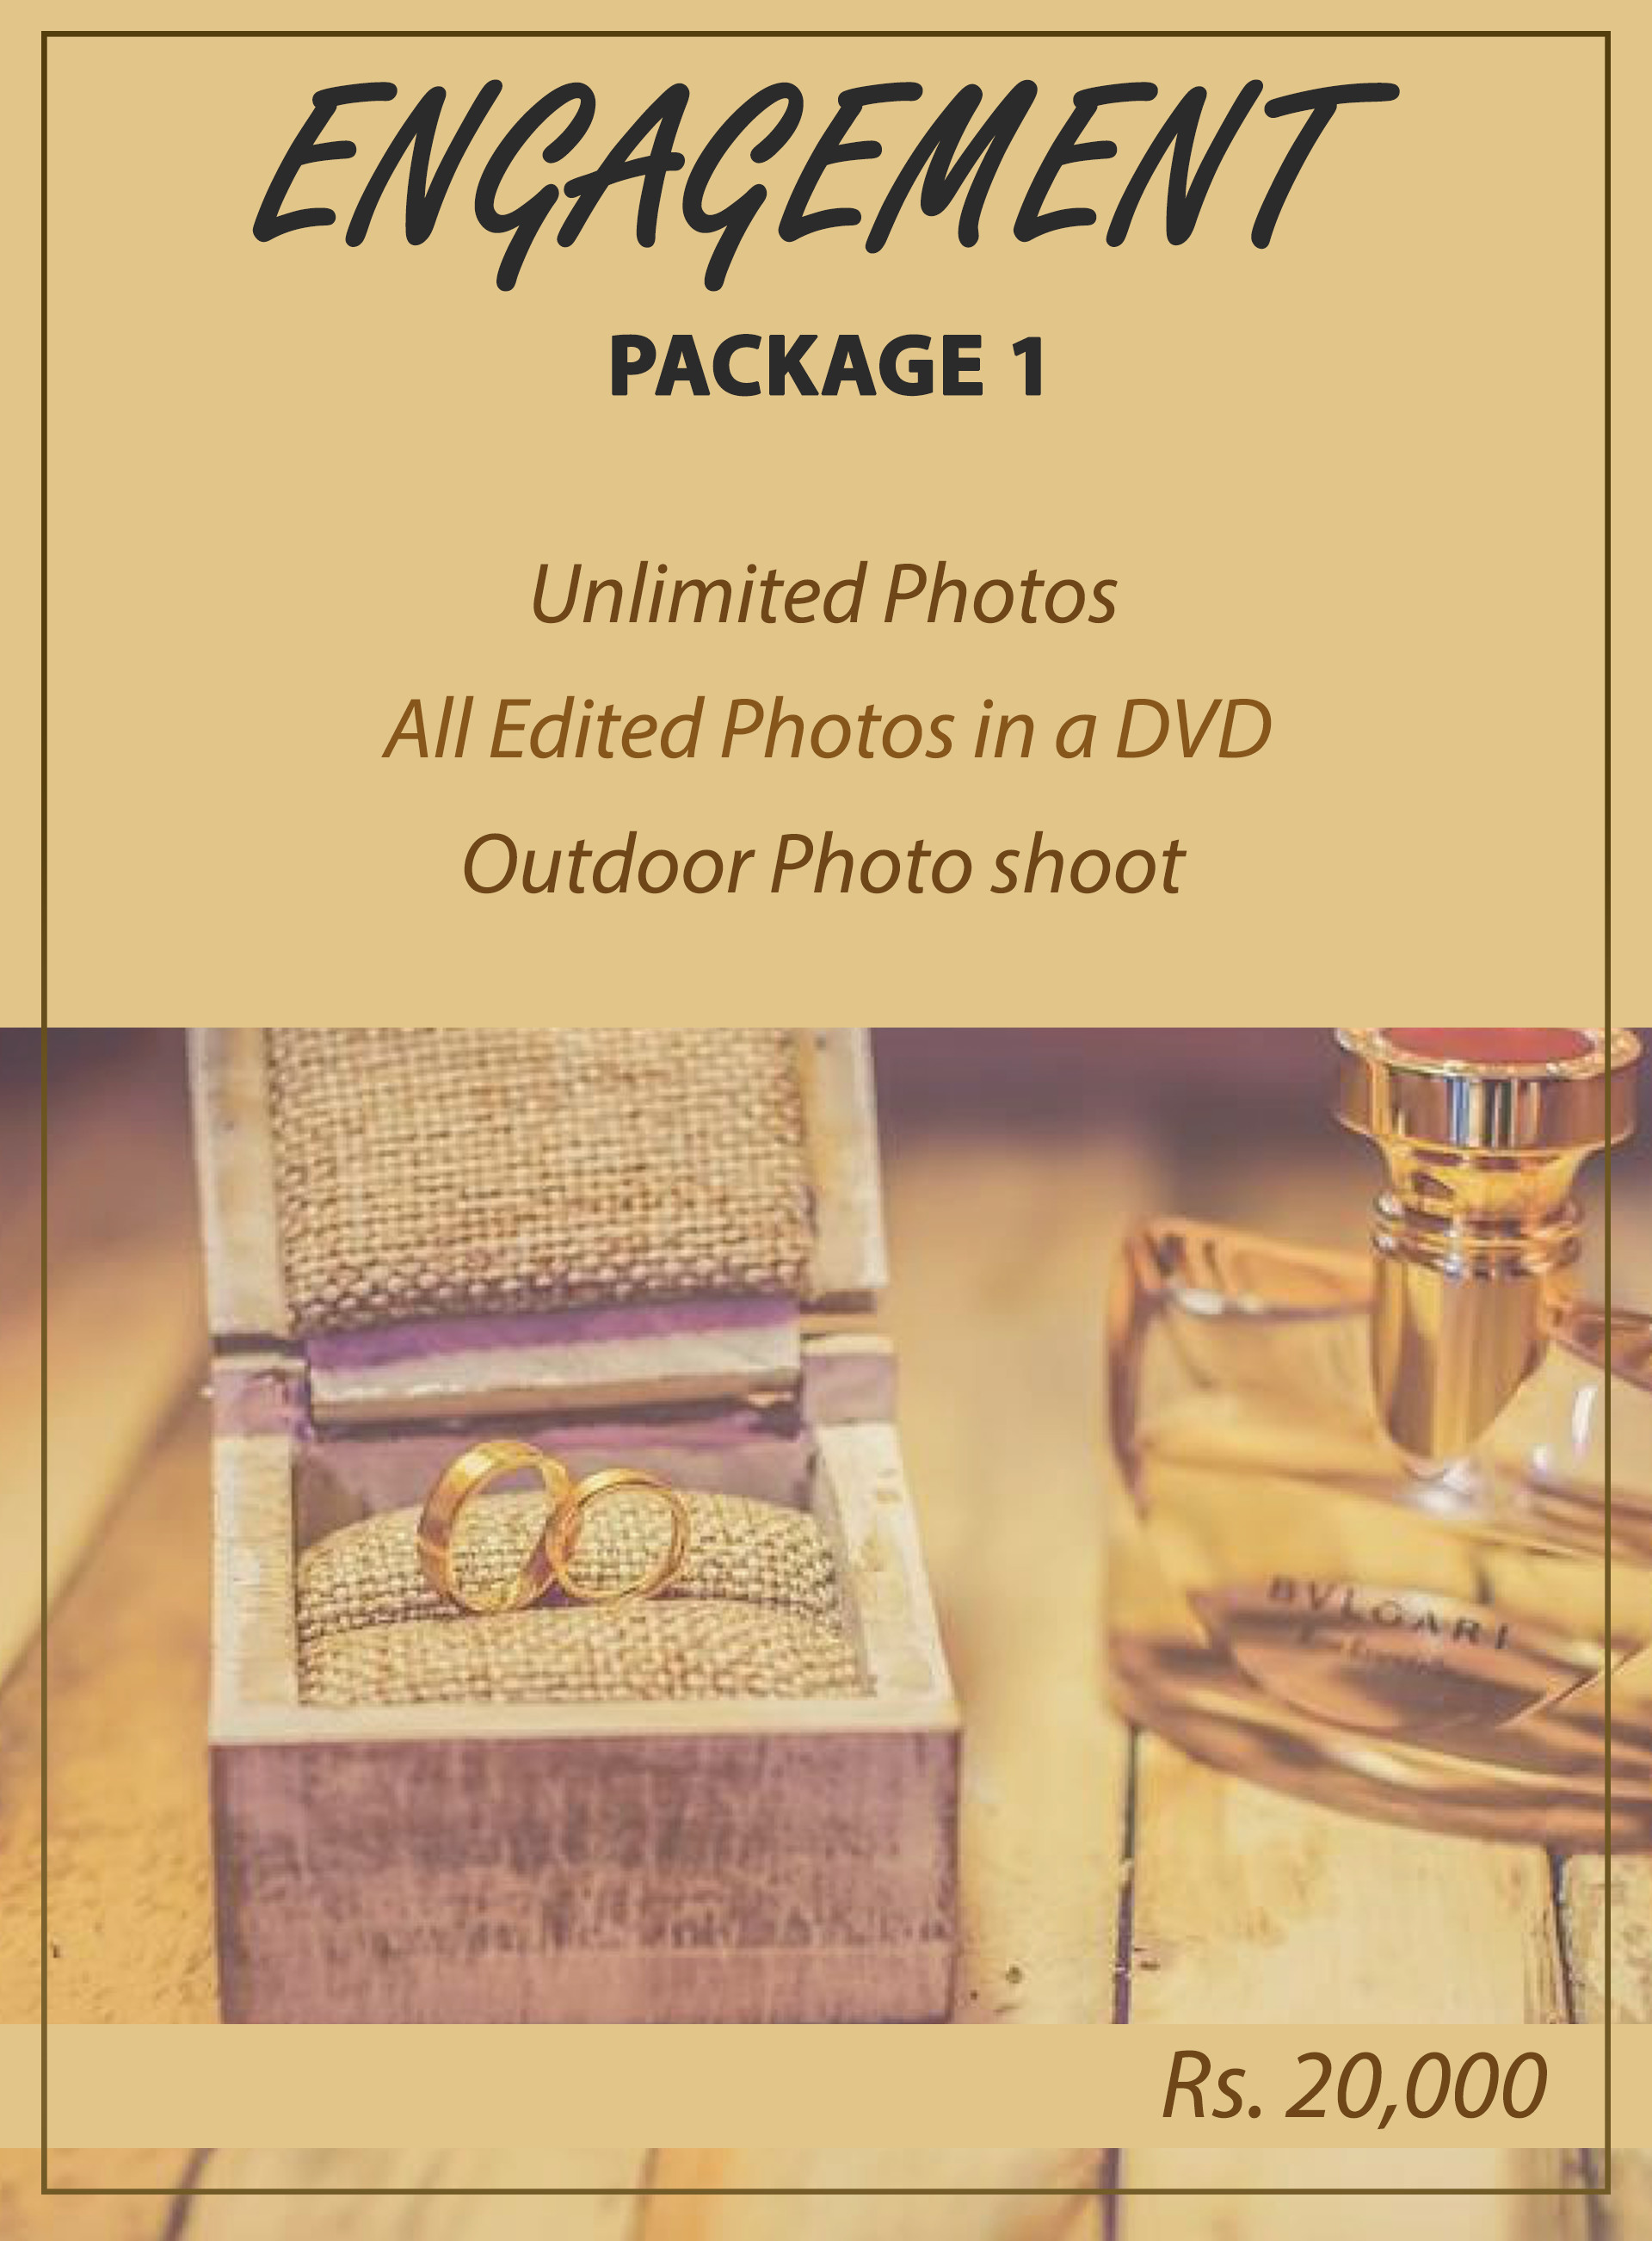 ENGAGEMENT
PACKAGE 1
Unlimited Photos
All Edited Photos in a DVD
Outdoor Photo shoot
BVLGARI
Rs. 20,000